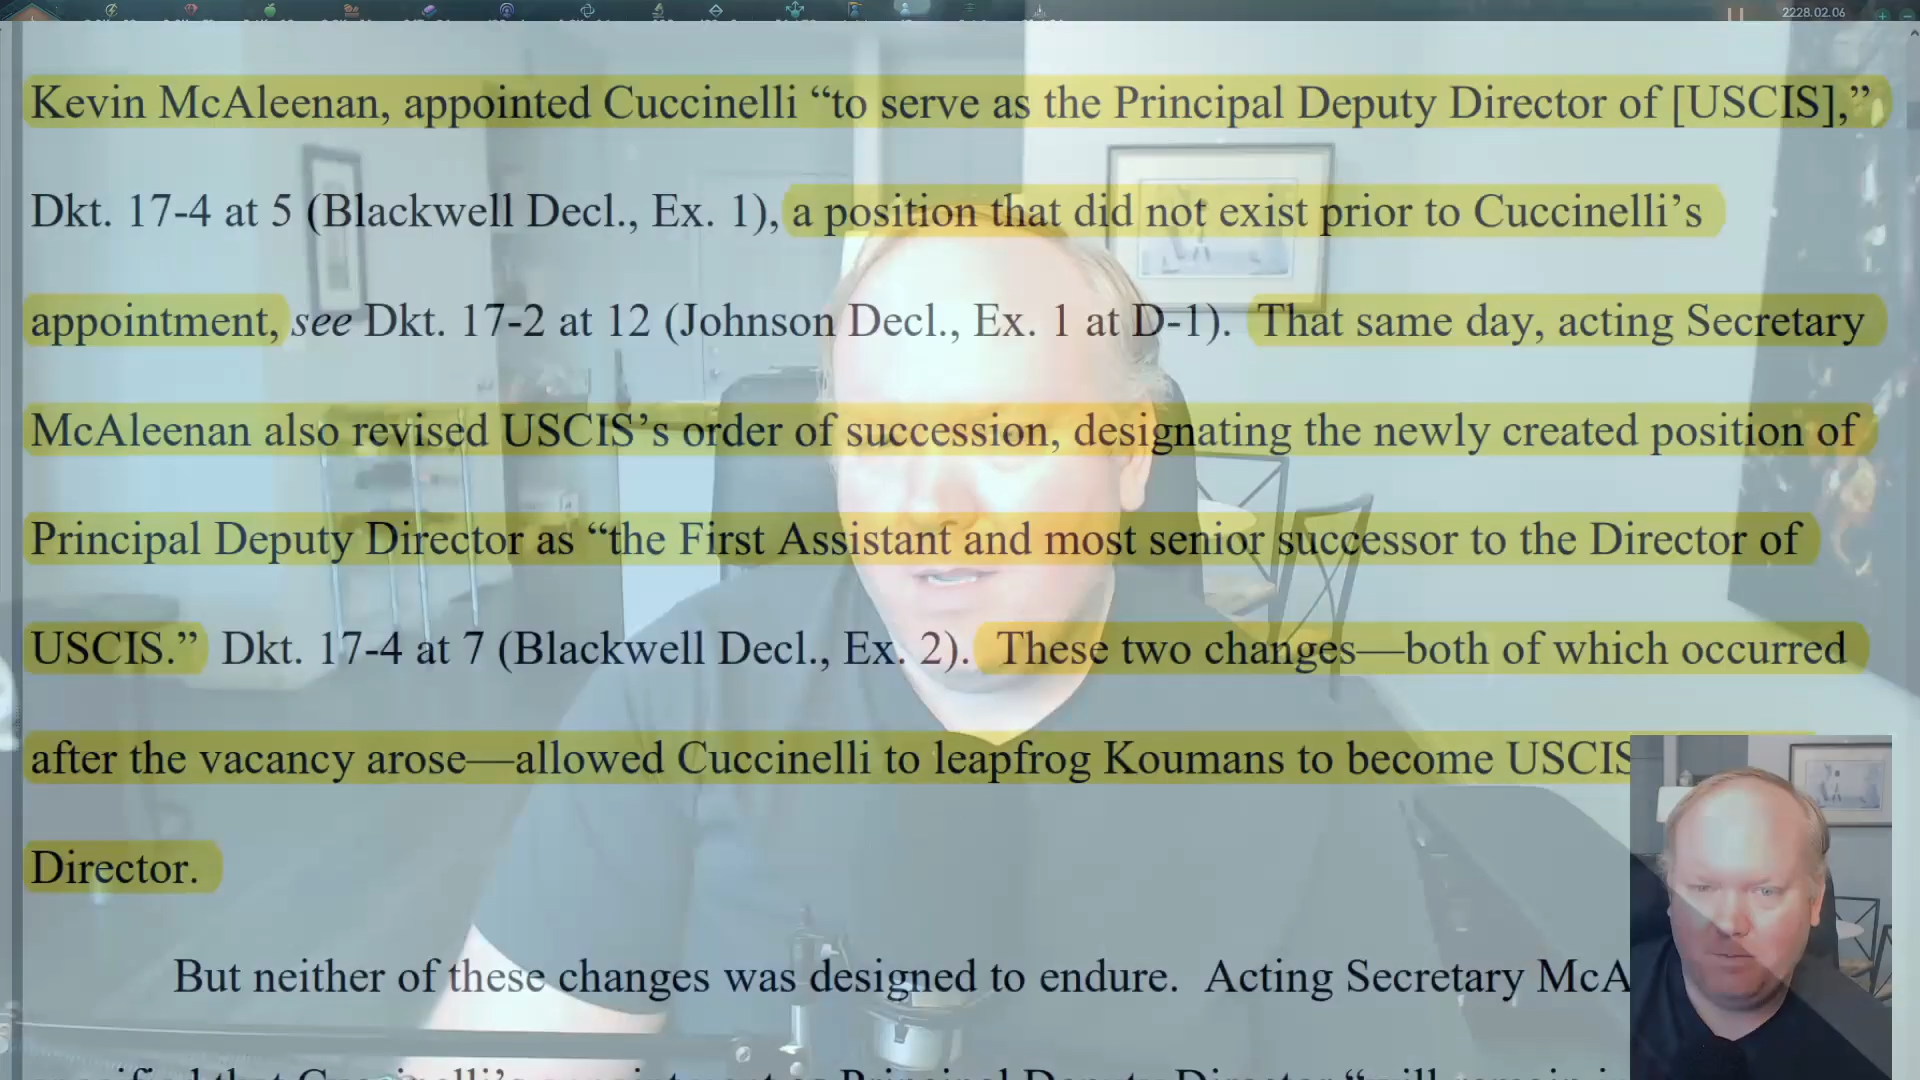 2228.02.06
Kevin McAleenan, appointed Cuccinelli “to serve as the Principal Deputy Director of [USCIS],”
Dkt. 17-4 at 5 (Blackwell Decl., Ex. 1), a position that did not exist prior to Cuccinelli’s
appointment, see Dkt. 17-2 at 12 (Johnson Decl., Ex. 1 at D-1). That same day, acting Secretary
McAleenan also revised USCIS’s order of succession, designating the newly created position of
Principal Deputy Director as “the First Assistant and most senior successor to the Director of
USCIS.” Dkt. 17-4 at 7 (Blackwell Decl., Ex. 2). These two changes—both of which occurred
after the vacancy arose—allowed Cuccinelli to leapfrog Koumans to become USCIS
Director.
But neither of these changes was designed to endure. Acting Secretary McA